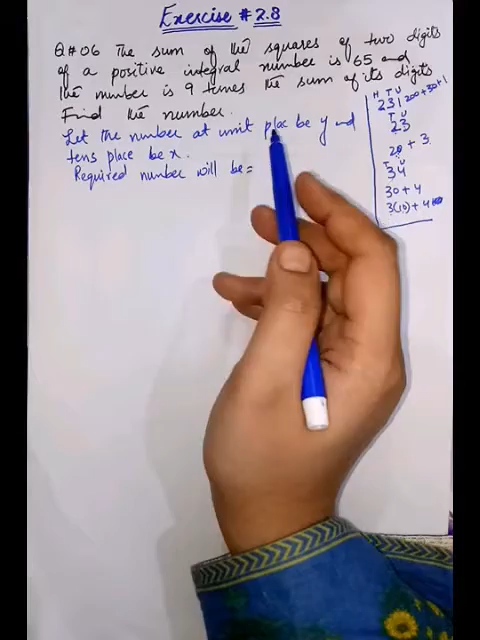 Exercise # 2.8
Q#06 The sum of the squares of two digits
of a positive integral number is 65 and
the number is 9 times the sum of its digits
Find the number.
Let the number at unit place be y and
tens place be x.
Required number will be =
H T U
231 200+30+1
T U
23
20 + 3
T U
34
30 + 4
3(10) + 4